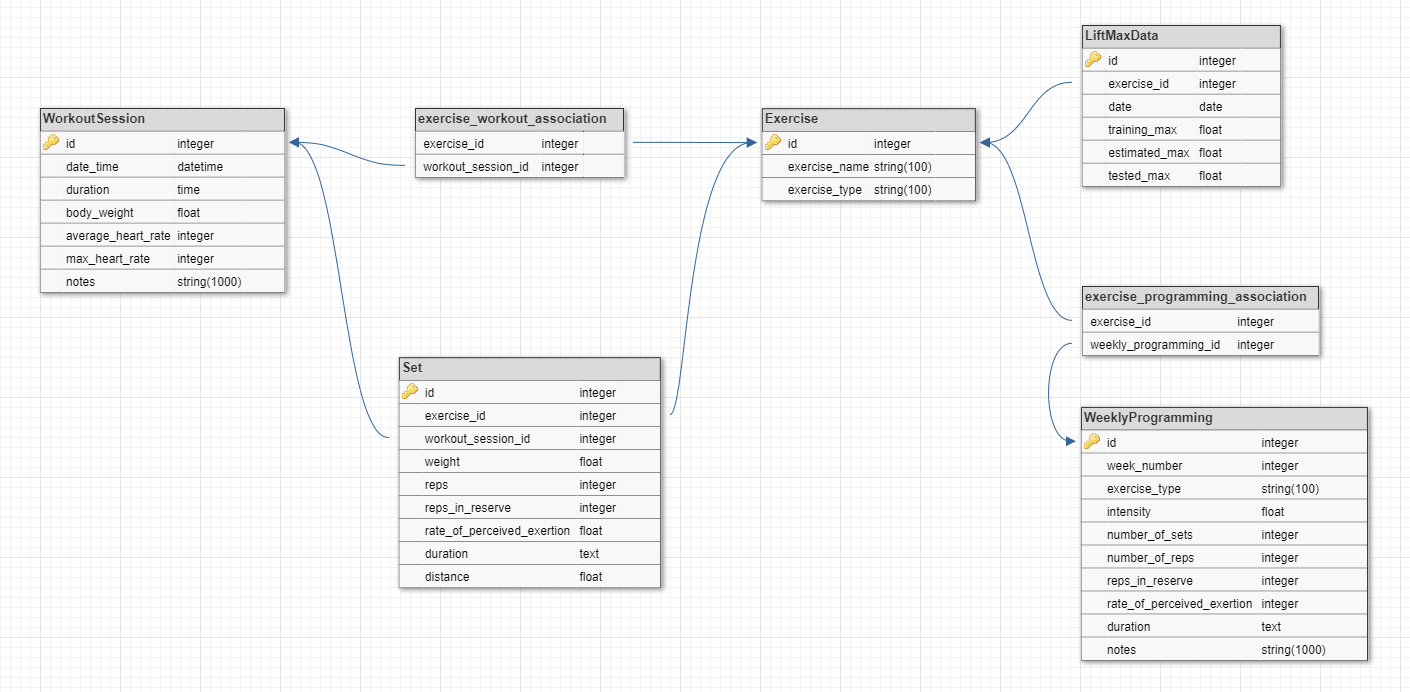 WorkoutSession
id integer
date_time datetime
duration time
body_weight float
average_heart_rate integer
max_heart_rate integer
notes string(1000)
exercise_workout_association
exercise_id integer
workout_session_id integer
Exercise
id integer
exercise_name string(100)
exercise_type string(100)
LiftMaxData
id integer
exercise_id integer
date date
training_max float
estimated_max float
tested_max float
exercise_programming_association
exercise_id integer
weekly_programming_id integer
Set
id integer
exercise_id integer
workout_session_id integer
weight float
reps integer
reps_in_reserve integer
rate_of_perceived_exertion float
duration text
distance float
WeeklyProgramming
id integer
week_number integer
exercise_type string(100)
intensity float
number_of_sets integer
number_of_reps integer
reps_in_reserve integer
rate_of_perceived_exertion integer
duration text
notes string(1000)